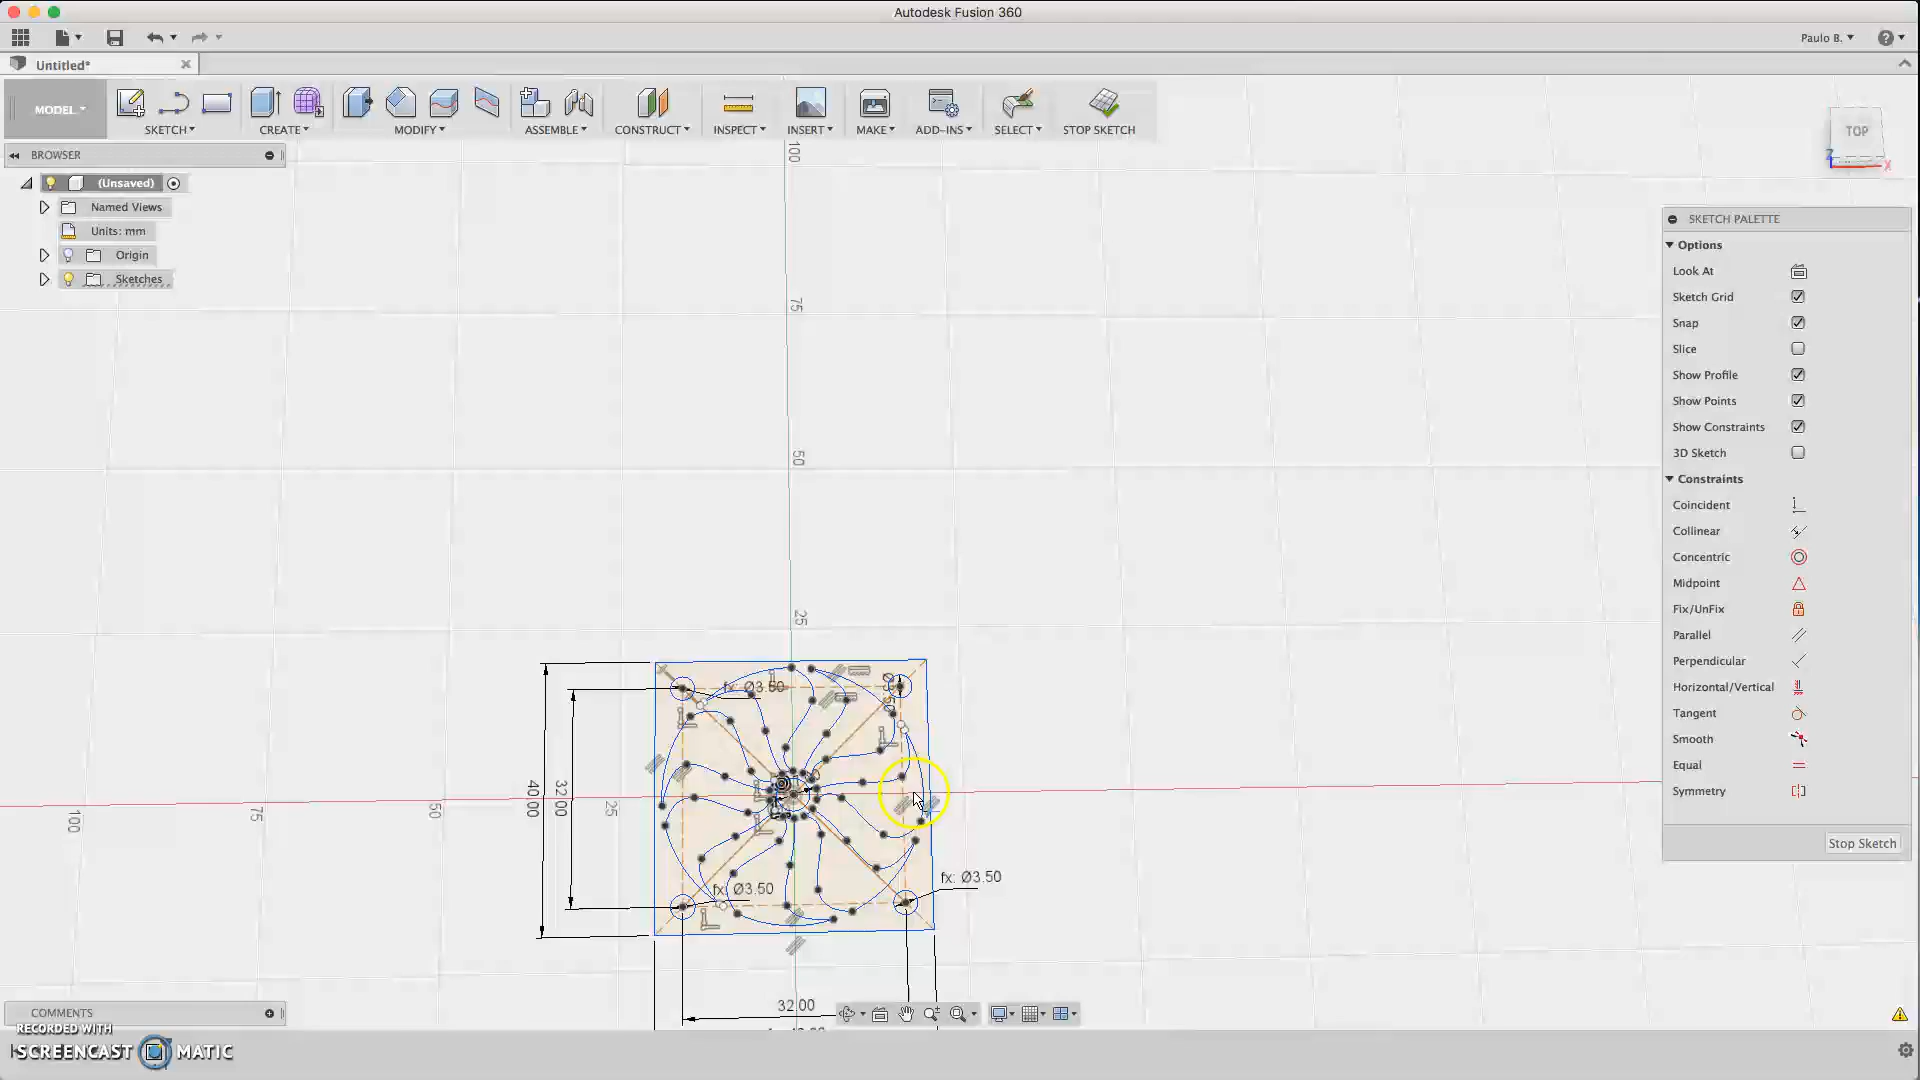 Autodesk Fusion 360
Paulo B.
Untitled*
MODEL
SKETCH
CREATE
MODIFY
ASSEMBLE
CONSTRUCT
INSPECT
INSERT
MAKE
ADD-INS
SELECT
STOP SKETCH
TOP
Z
X
BROWSER
(Unsaved)
Named Views
Units: mm
Origin
Sketches
SKETCH PALETTE
Options
Look At
Sketch Grid
Snap
Slice
Show Profile
Show Points
Show Constraints
3D Sketch
Constraints
Coincident
Collinear
Concentric
Midpoint
Fix/UnFix
Parallel
Perpendicular
Horizontal/Vertical
Tangent
Smooth
Equal
Symmetry
Stop Sketch
100
75
50
25
100
75
50
25
40.00
32.00
fx: Ø3.50
fx: Ø3.50
fx: Ø3.50
32.00
COMMENTS
RECORDED WITH
SCREENCAST MATIC